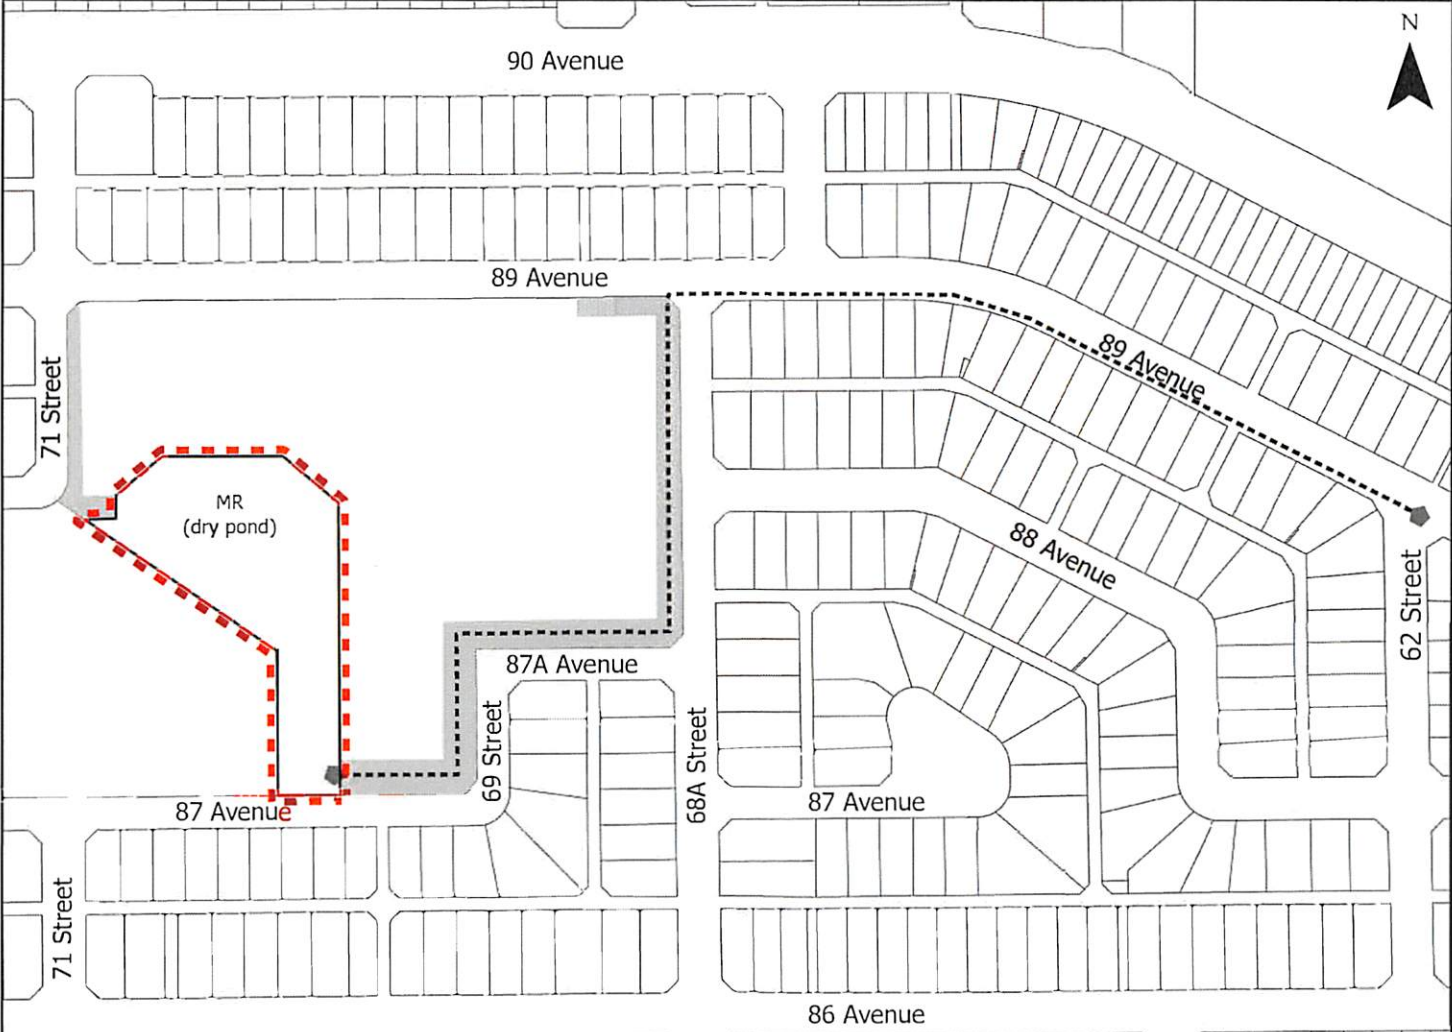 N
90 Avenue
89 Avenue
89 Avenue
71 Street
MR
(dry pond)
88 Avenue
62 Street
87A Avenue
69 Street
68A Street
87 Avenue
87 Avenue
71 Street
86 Avenue